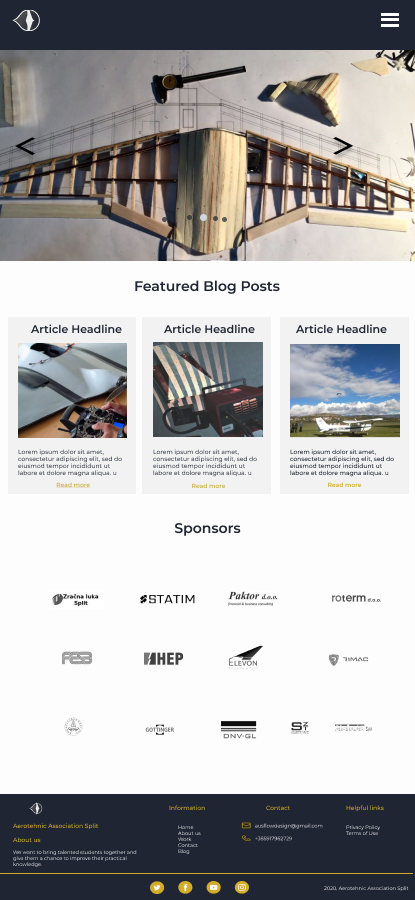 Featured Blog Posts
Article Headline
Lorem ipsum dolor sit amet,
consectetur adipiscing elit, sed do
eiusmod tempor incididunt ut
labore et dolore magna aliqua. u
Read more
Article Headline
Lorem ipsum dolor sit amet,
consectetur adipiscing elit, sed do
eiusmod tempor incididunt ut
labore et dolore magna aliqua. u
Read more
Article Headline
Lorem ipsum dolor sit amet,
consectetur adipiscing elit, sed do
eiusmod tempor incididunt ut
labore et dolore magna aliqua. u
Read more
Sponsors
Zračna luka
Split
STATIM
Paktor d.o.o.
financial & business consulting
roterm d.o.o.
FESB
HEP
ELEVON
TIMAC
GÖTTINGER
DNV·GL
Aerotehnic Association Split
About us
We want to bring talented students together and
give them a chance to improve their practical
knowledge.
Information
Home
About us
Work
Contact
Blog
Contact
ausflowdesign@gmail.com
+385917962729
Helpful links
Privacy Policy
Terms of Use
2020, Aerotehnic Association Split